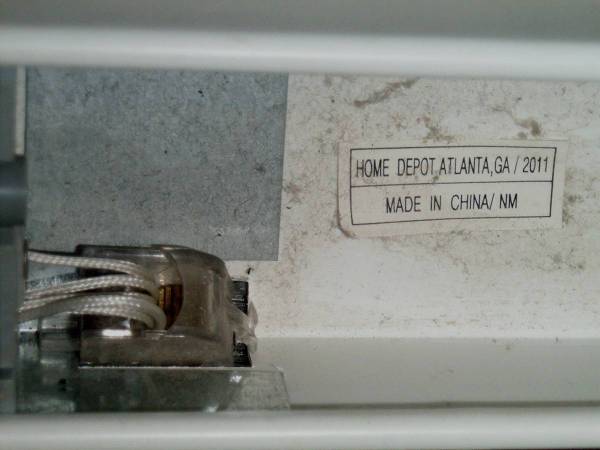 HOME DEPOT ATLANTA, GA / 2011
MADE IN CHINA/ NM